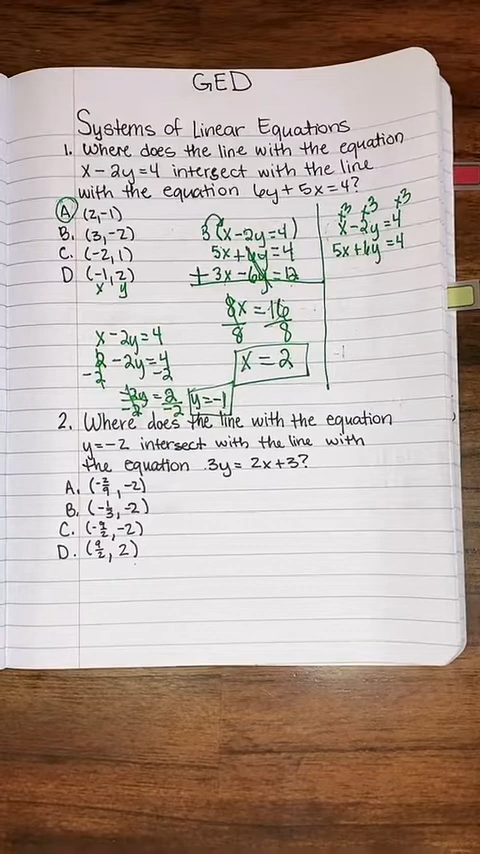 GED
Systems of Linear Equations
1. Where does the line with the equation
x - 2y = 4 intersect with the line
with the equation 6y + 5x = 4?
A. (2, -1)
B. (3, -2)
C. (-2, 1)
D. (-1, 2)
x y
3(x - 2y = 4)
5x + 6y = 4
+ 3x - 6y = 12
8x = 16
8 8
x = 2
x3 x3 x3
x - 2y = 4
5x + 6y = 4
x - 2y = 4
2 - 2y = 4
-2 -2
-2y = 2
-2 -2
y = -1
2. Where does the line with the equation
y = -2 intersect with the line with
the equation 3y = 2x + 3?
A. (-2/9, -2)
B. (-1/3, -2)
C. (-9/2, -2)
D. (9/2, 2)